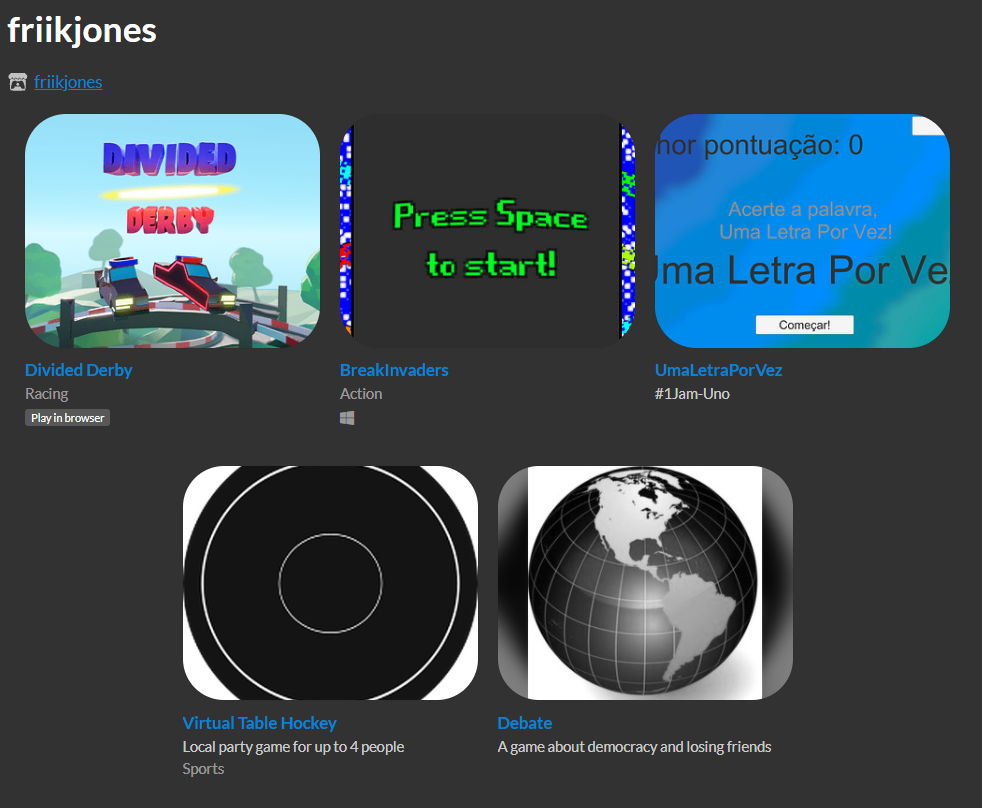 friikjones
friikjones
DIVIDED
DERBY
Press Space
to start!
hor pontuação: 0
Acerte a palavra,
Uma Letra Por Vez!
Uma Letra Por Ve
Começar!
Divided Derby
Racing
Play in browser
BreakInvaders
Action
UmaLetraPorVez
#1Jam-Uno
Virtual Table Hockey
Local party game for up to 4 people
Sports
Debate
A game about democracy and losing friends